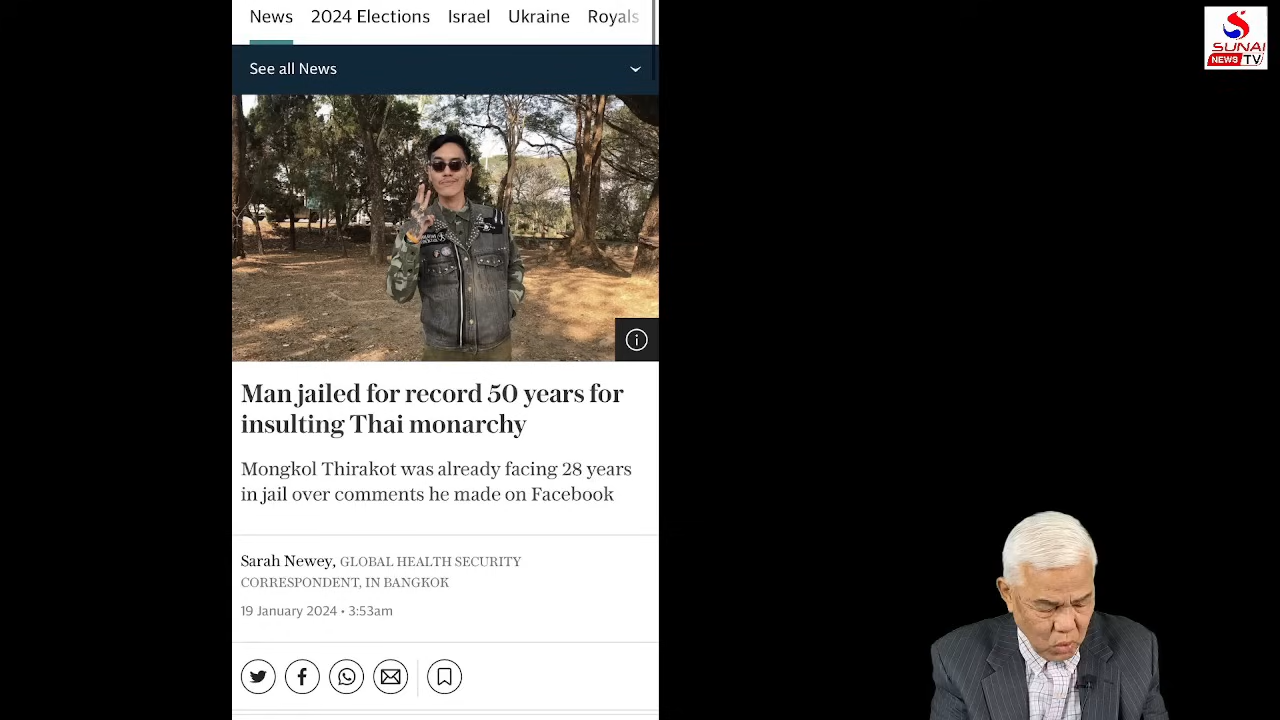 News 2024 Elections Israel Ukraine Royals
See all News
Man jailed for record 50 years for
insulting Thai monarchy
Mongkol Thirakot was already facing 28 years
in jail over comments he made on Facebook
Sarah Newey, GLOBAL HEALTH SECURITY
CORRESPONDENT, IN BANGKOK
19 January 2024 • 3:53am
SUNAI
NEWS TV